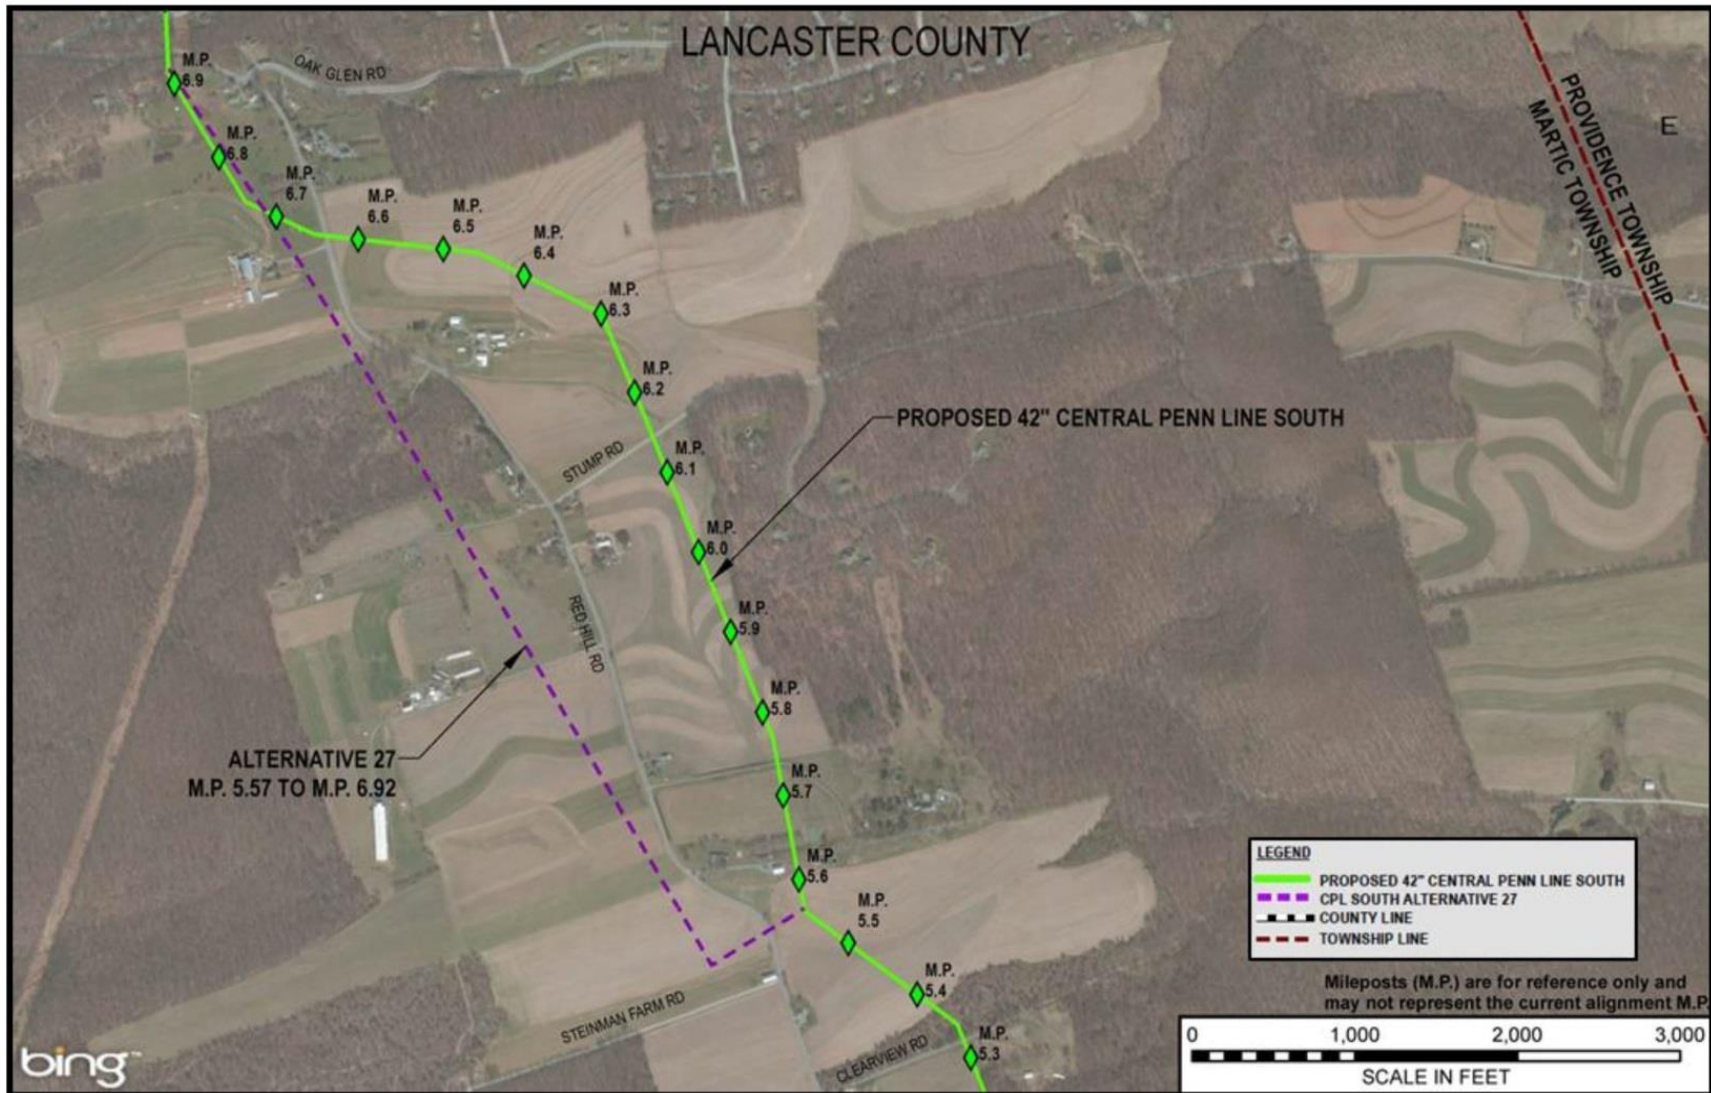 LANCASTER COUNTY
OAK GLEN RD
PROVIDENCE TOWNSHIP
MARTIC TOWNSHIP
E
M.P.
6.9
M.P.
6.8
M.P.
6.7
M.P.
6.6
M.P.
6.5
M.P.
6.4
M.P.
6.3
M.P.
6.2
PROPOSED 42" CENTRAL PENN LINE SOUTH
STUMP RD
M.P.
6.1
M.P.
6.0
RED HILL RD
M.P.
5.9
M.P.
5.8
ALTERNATIVE 27
M.P. 5.57 TO M.P. 6.92
M.P.
5.7
M.P.
5.6
M.P.
5.5
M.P.
5.4
STEINMAN FARM RD
CLEARVIEW RD
M.P.
5.3
LEGEND
PROPOSED 42" CENTRAL PENN LINE SOUTH
CPL SOUTH ALTERNATIVE 27
COUNTY LINE
TOWNSHIP LINE
Mileposts (M.P.) are for reference only and
may not represent the current alignment M.P.
0 1,000 2,000 3,000
SCALE IN FEET
bing™